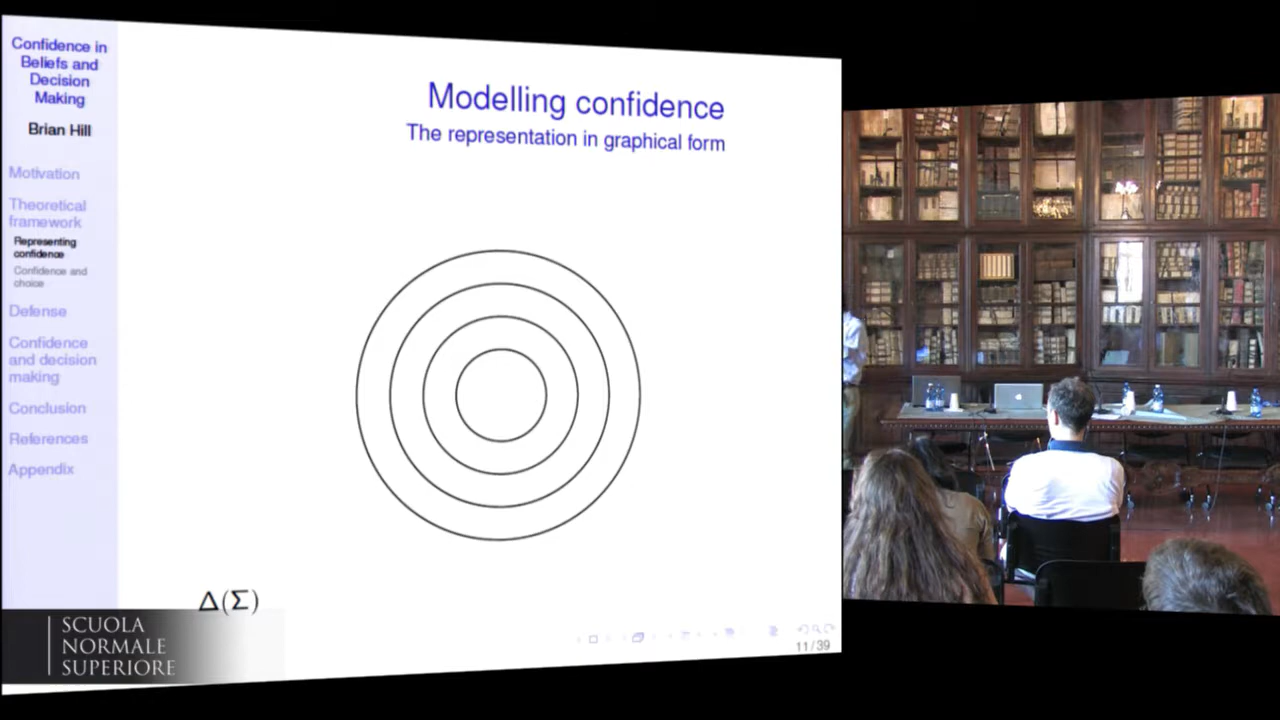 Confidence in
Beliefs and
Decision
Making
Brian Hill
Motivation
Theoretical
framework
Representing
confidence
Confidence and
choice
Defense
Confidence
and decision
making
Conclusion
References
Appendix
Modelling confidence
The representation in graphical form
Δ(Σ)
11/39
SCUOLA
NORMALE
SUPERIORE